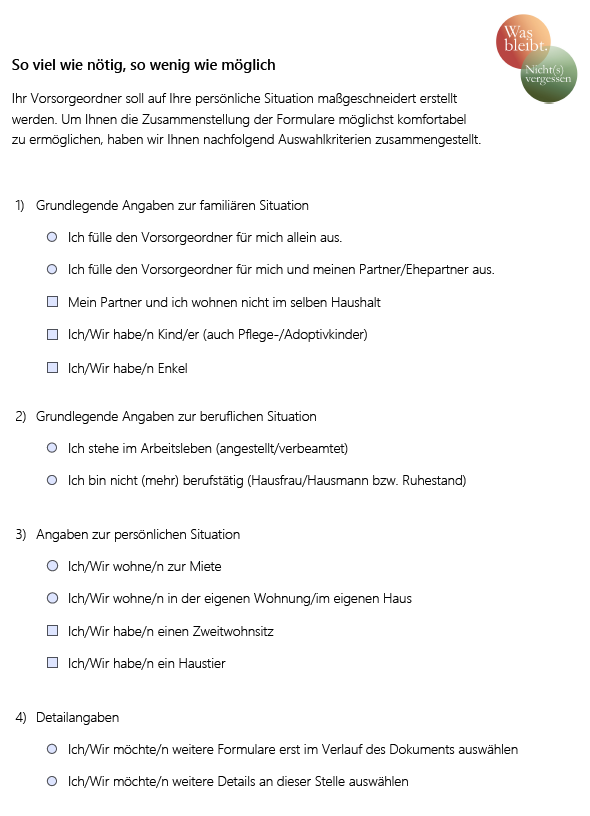 Was
bleibt.
Nicht(s)
vergessen
So viel wie nötig, so wenig wie möglich
Ihr Vorsorgeordner soll auf Ihre persönliche Situation maßgeschneidert erstellt
werden. Um Ihnen die Zusammenstellung der Formulare möglichst komfortabel
zu ermöglichen, haben wir Ihnen nachfolgend Auswahlkriterien zusammengestellt.
1) Grundlegende Angaben zur familiären Situation
Ich fülle den Vorsorgeordner für mich allein aus.
Ich fülle den Vorsorgeordner für mich und meinen Partner/Ehepartner aus.
Mein Partner und ich wohnen nicht im selben Haushalt
Ich/Wir habe/n Kind/er (auch Pflege-/Adoptivkinder)
Ich/Wir habe/n Enkel
2) Grundlegende Angaben zur beruflichen Situation
Ich stehe im Arbeitsleben (angestellt/verbeamtet)
Ich bin nicht (mehr) berufstätig (Hausfrau/Hausmann bzw. Ruhestand)
3) Angaben zur persönlichen Situation
Ich/Wir wohne/n zur Miete
Ich/Wir wohne/n in der eigenen Wohnung/im eigenen Haus
Ich/Wir habe/n einen Zweitwohnsitz
Ich/Wir habe/n ein Haustier
4) Detailangaben
Ich/Wir möchte/n weitere Formulare erst im Verlauf des Dokuments auswählen
Ich/Wir möchte/n weitere Details an dieser Stelle auswählen